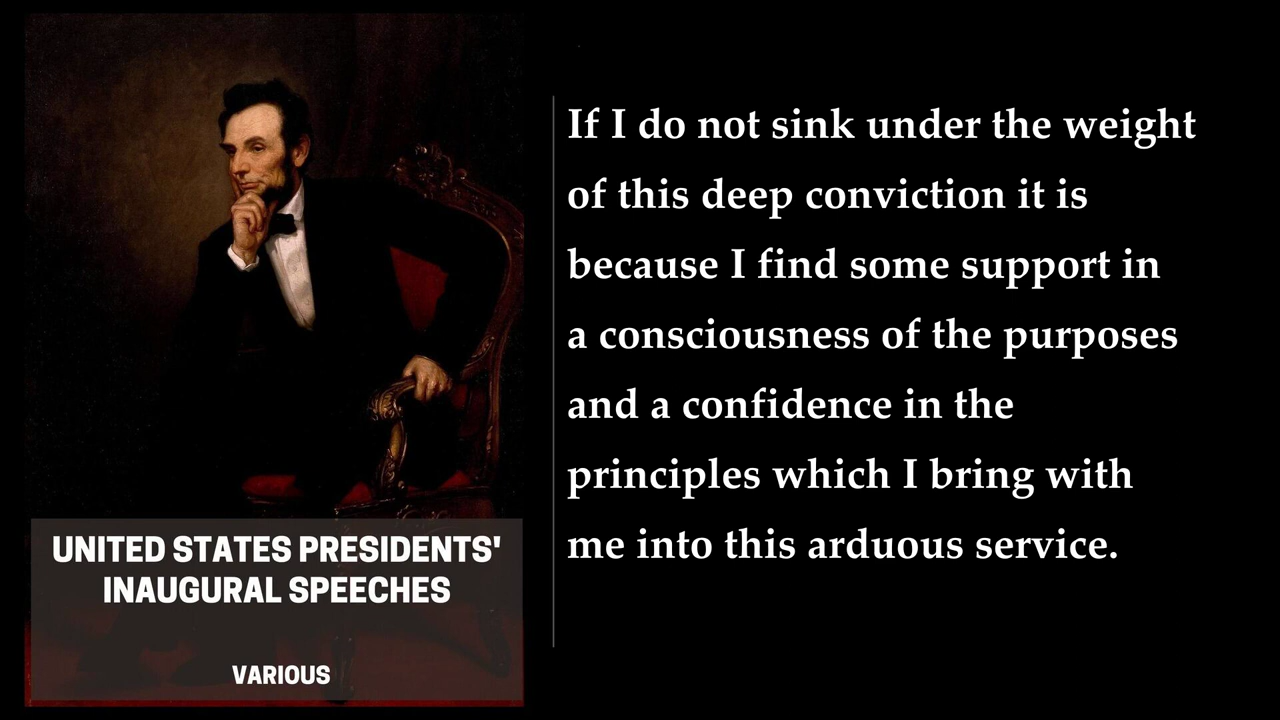 If I do not sink under the weight
of this deep conviction it is
because I find some support in
a consciousness of the purposes
and a confidence in the
principles which I bring with
me into this arduous service.
UNITED STATES PRESIDENTS'
INAUGURAL SPEECHES
VARIOUS